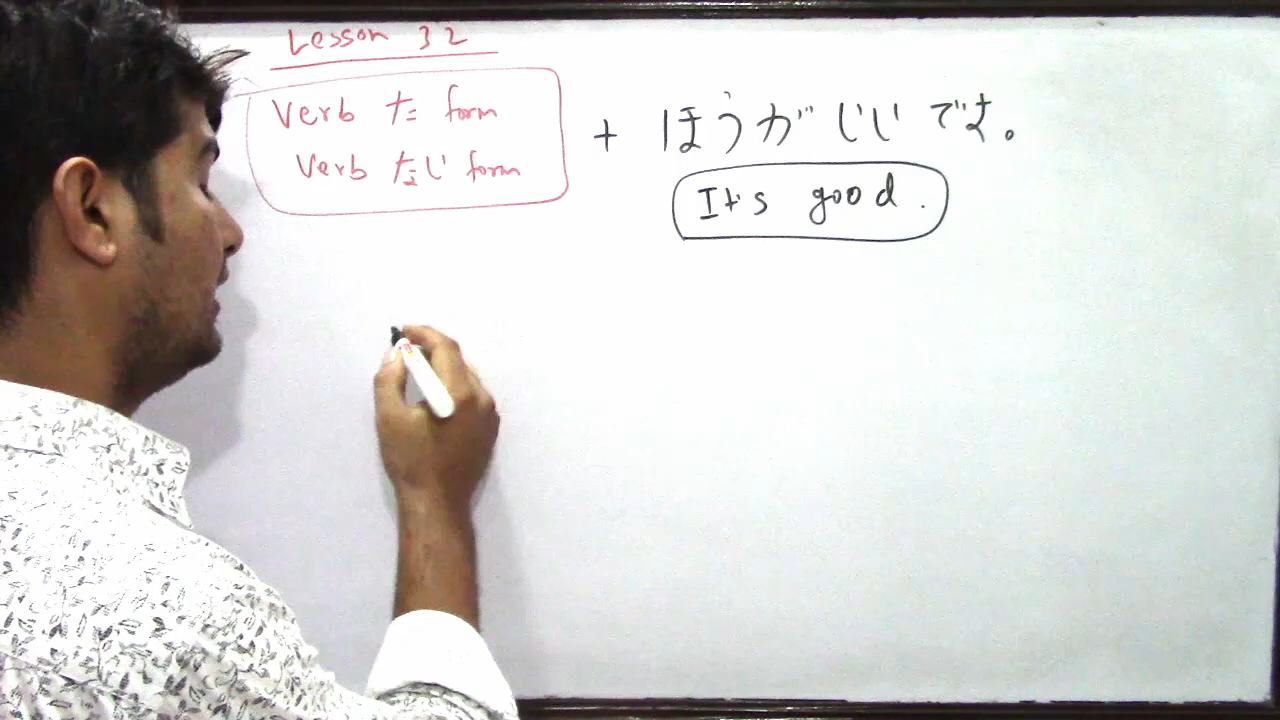 Lesson 32
Verb た form
Verb ない form
+ ほうが いい です。
It's good.